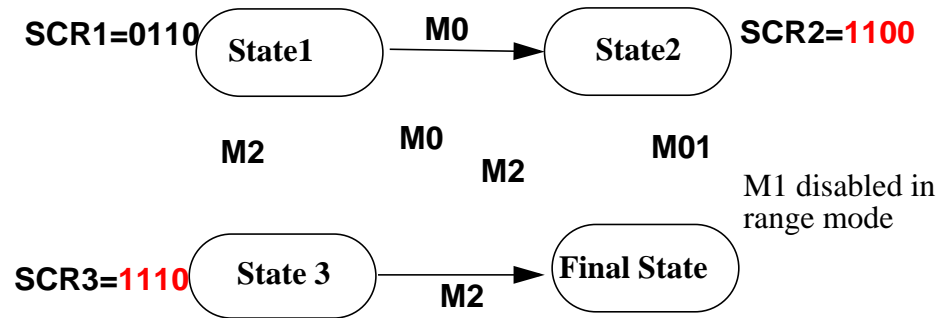 SCR1=0110 State1 M0 State2 SCR2=1100
M2 M0 M2 M01
M1 disabled in
range mode
SCR3=1110 State 3 M2 Final State